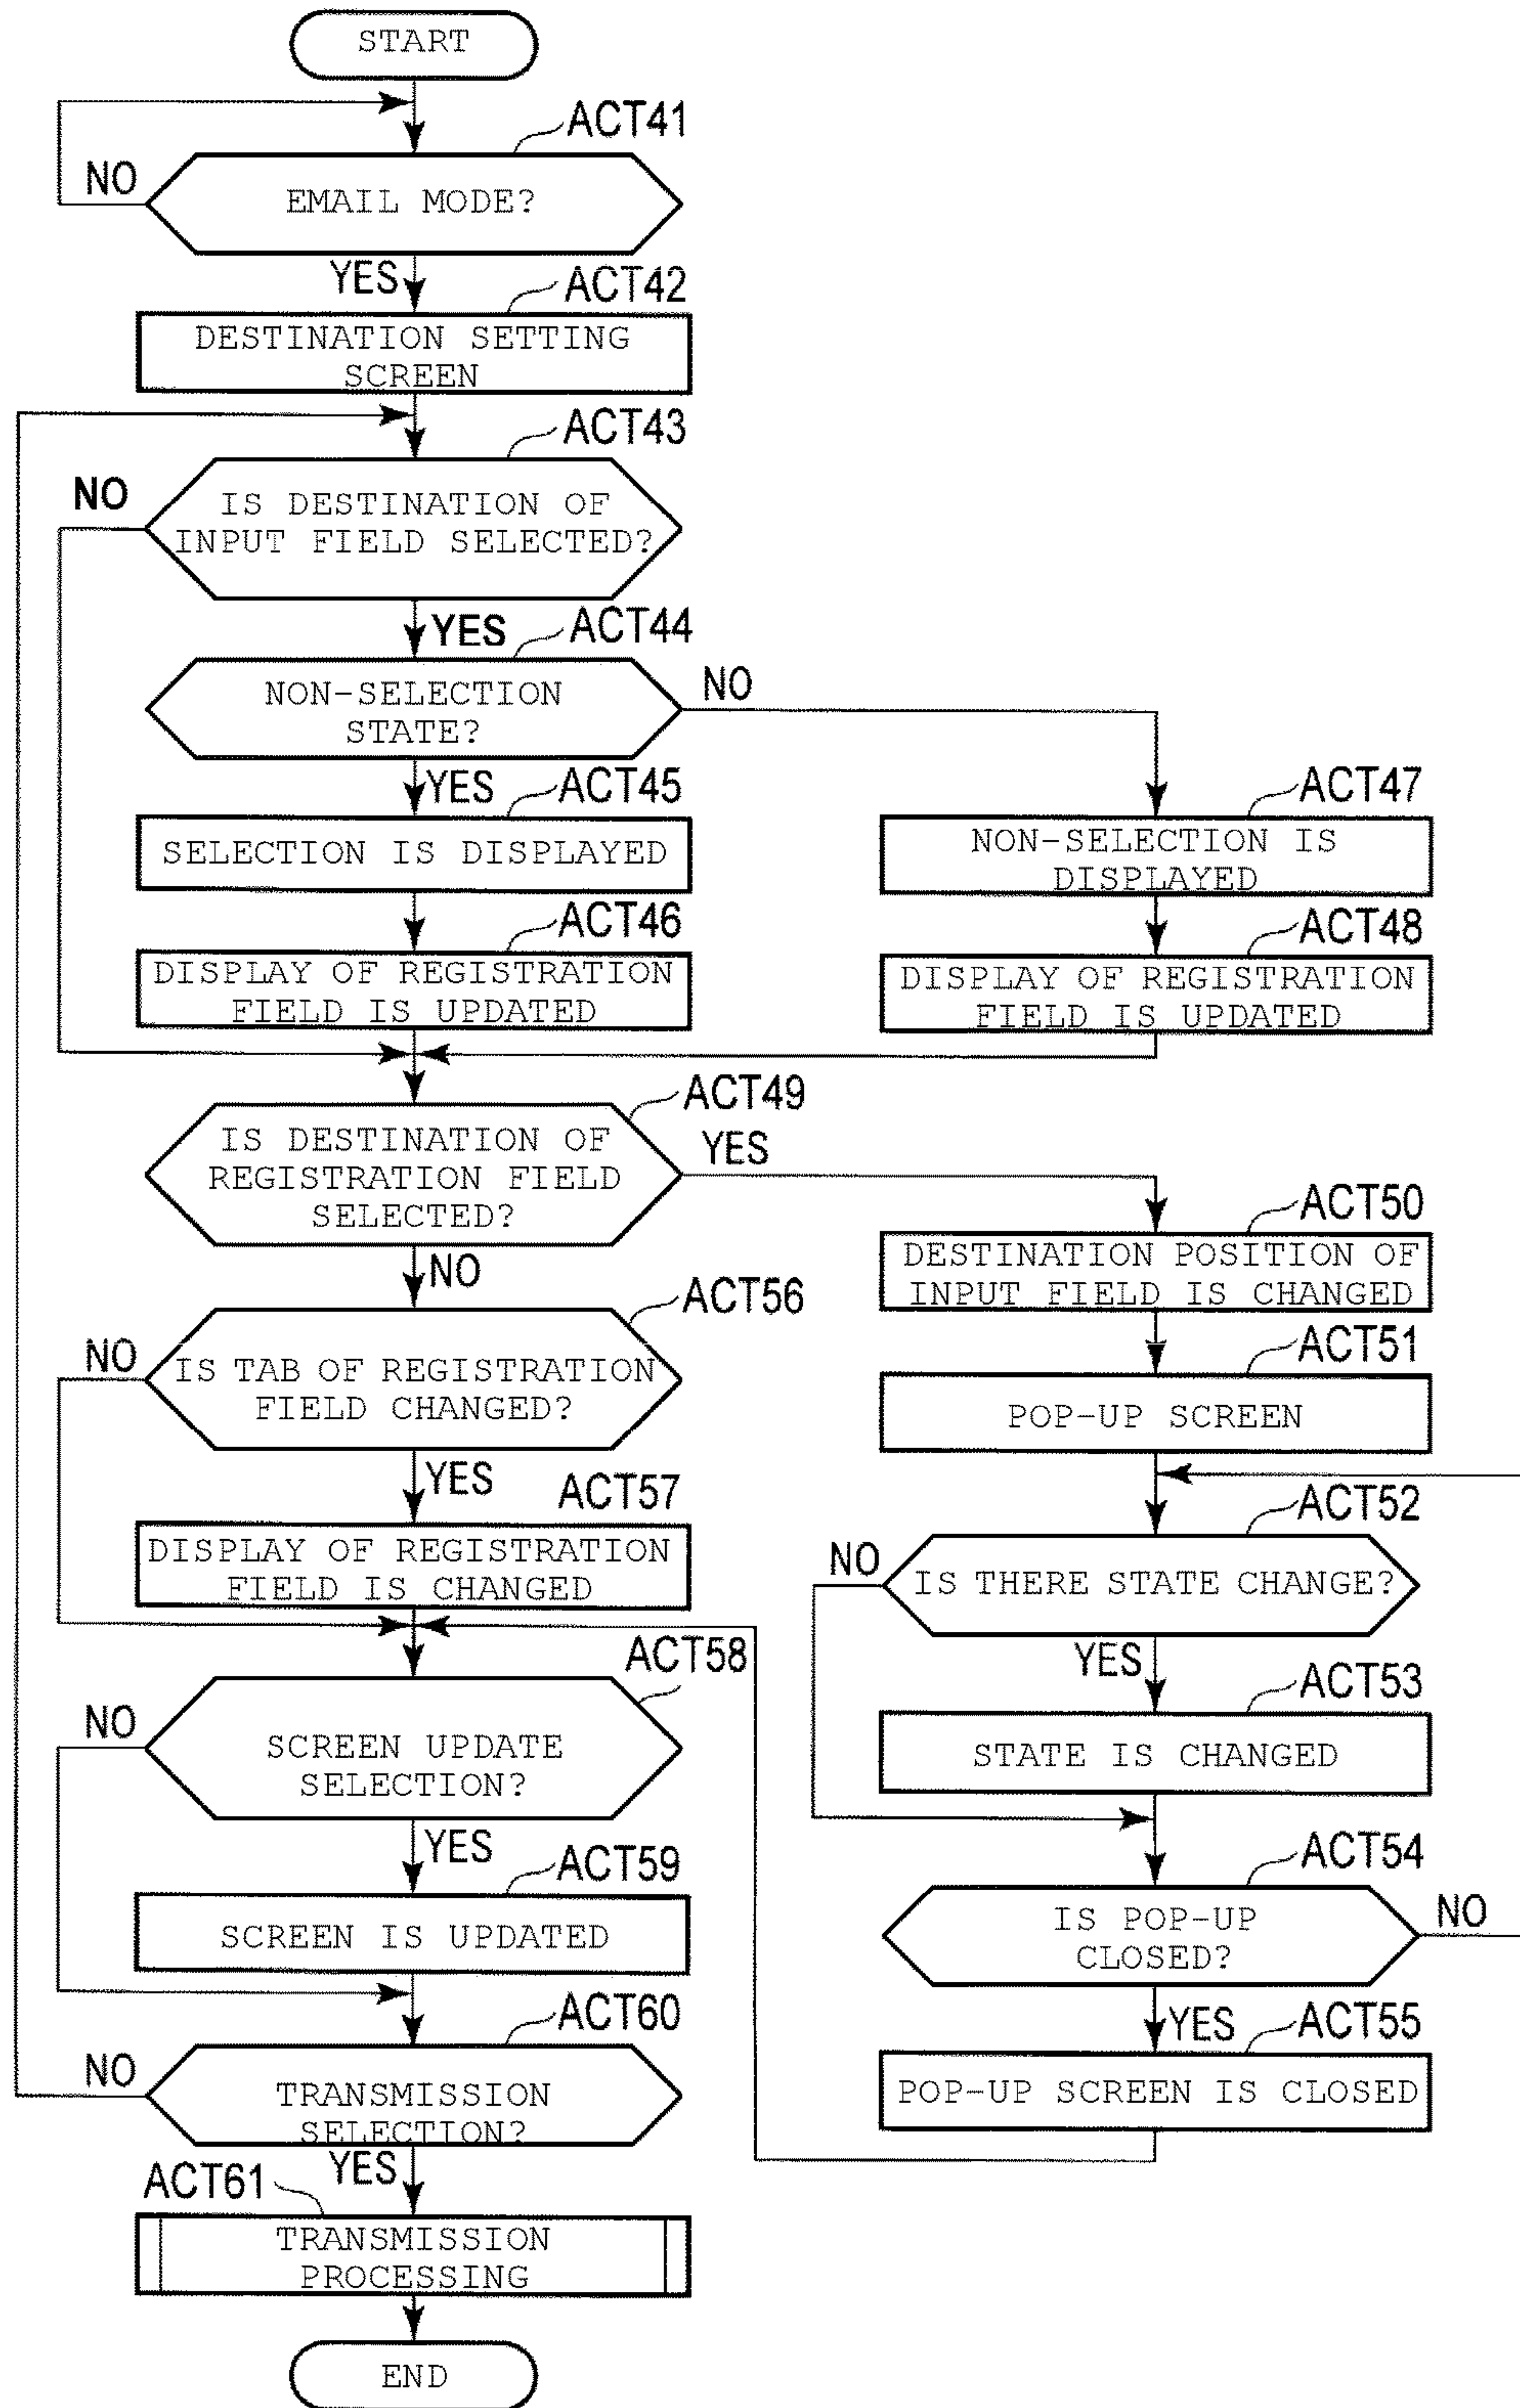 START
ACT41
NO
EMAIL MODE?
YES
ACT42
DESTINATION SETTING
SCREEN
ACT43
NO
IS DESTINATION OF
INPUT FIELD SELECTED?
YES
ACT44
NON-SELECTION
STATE?
NO
YES
ACT45
SELECTION IS DISPLAYED
ACT47
NON-SELECTION IS
DISPLAYED
ACT46
DISPLAY OF REGISTRATION
FIELD IS UPDATED
ACT48
DISPLAY OF REGISTRATION
FIELD IS UPDATED
ACT49
IS DESTINATION OF
REGISTRATION FIELD
SELECTED?
YES
NO
ACT50
DESTINATION POSITION OF
INPUT FIELD IS CHANGED
ACT56
NO
IS TAB OF REGISTRATION
FIELD CHANGED?
YES
ACT51
POP-UP SCREEN
ACT57
DISPLAY OF REGISTRATION
FIELD IS CHANGED
ACT52
NO
IS THERE STATE CHANGE?
YES
ACT58
NO
SCREEN UPDATE
SELECTION?
YES
ACT53
STATE IS CHANGED
ACT59
SCREEN IS UPDATED
ACT54
IS POP-UP
CLOSED?
NO
YES
ACT60
NO
TRANSMISSION
SELECTION?
YES
ACT55
POP-UP SCREEN IS CLOSED
ACT61
TRANSMISSION
PROCESSING
END